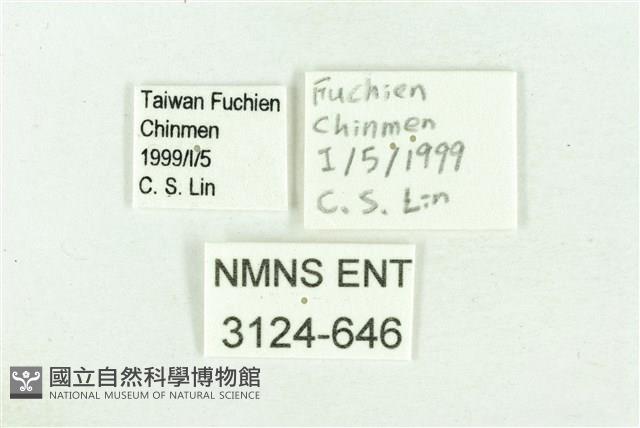 Taiwan Fuchien
Chinmen
1999/I/5
C. S. Lin
Fuchien
Chinmen
I/5/1999
C. S. Lin
NMNS ENT
3124-646
國立自然科學博物館
NATIONAL MUSEUM OF NATURAL SCIENCE